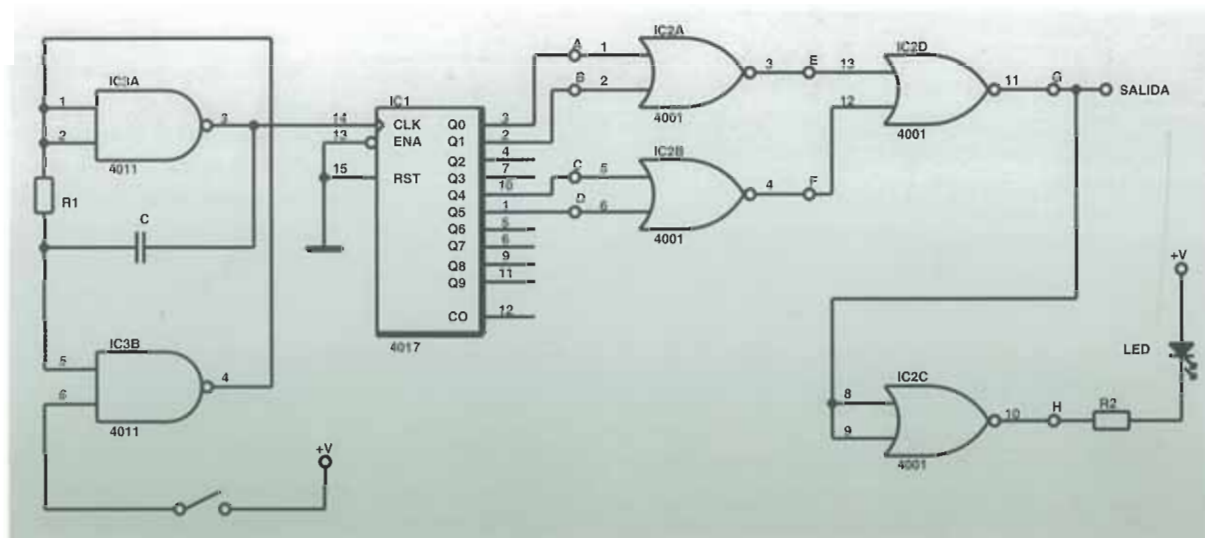 IC3A
1
2
3
4011
R1
C
IC3B
5
6
4
4011
+V
IC1
14
CLK
13
ENA
15
RST
Q0
3
Q1
2
Q2
4
Q3
7
Q4
10
Q5
1
Q6
5
Q7
6
Q8
9
Q9
11
CO
12
4017
A
1
B
2
IC2A
3
E
4001
C
5
D
6
IC2B
4
F
4001
IC2D
13
12
11
G
SALIDA
4001
IC2C
8
9
10
H
R2
4001
+V
LED